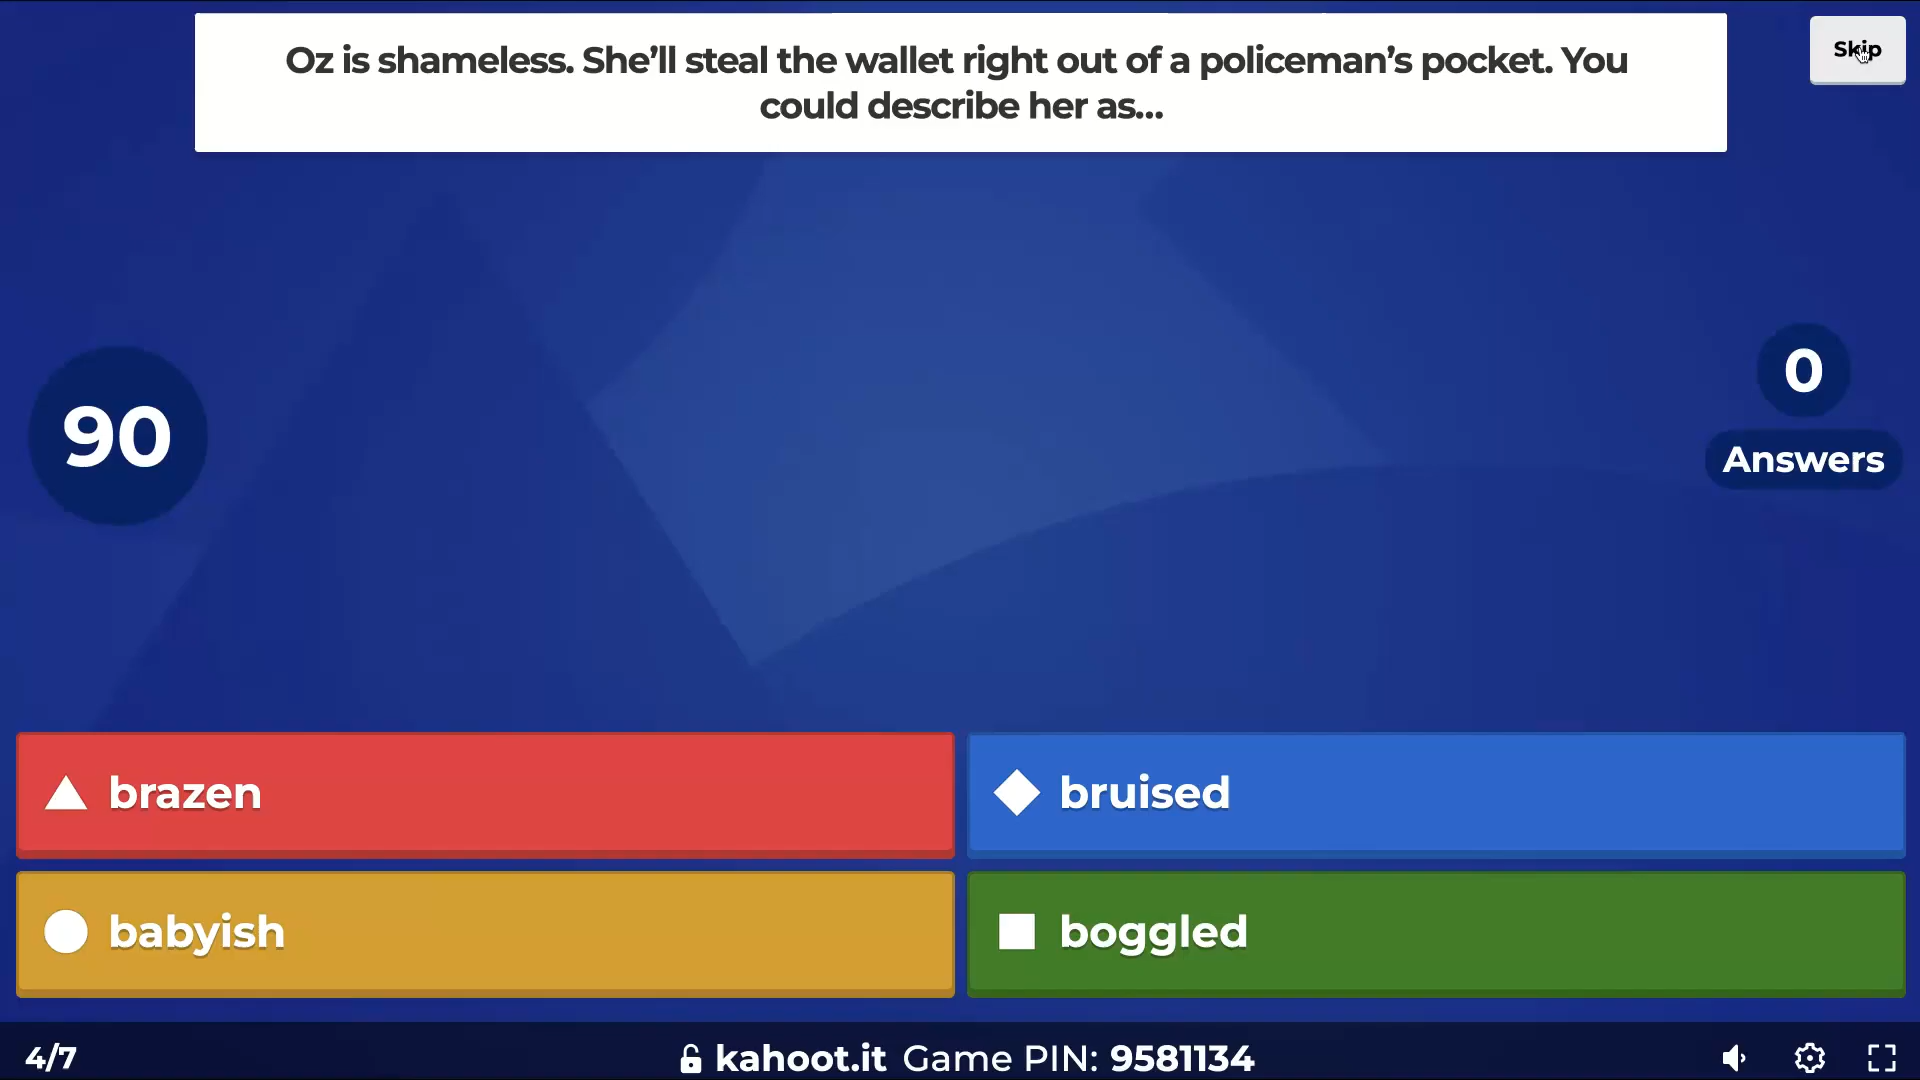 Oz is shameless. She’ll steal the wallet right out of a policeman’s pocket. You
could describe her as...
Skip
90
0
Answers
brazen
bruised
babyish
boggled
4/7
kahoot.it Game PIN: 9581134